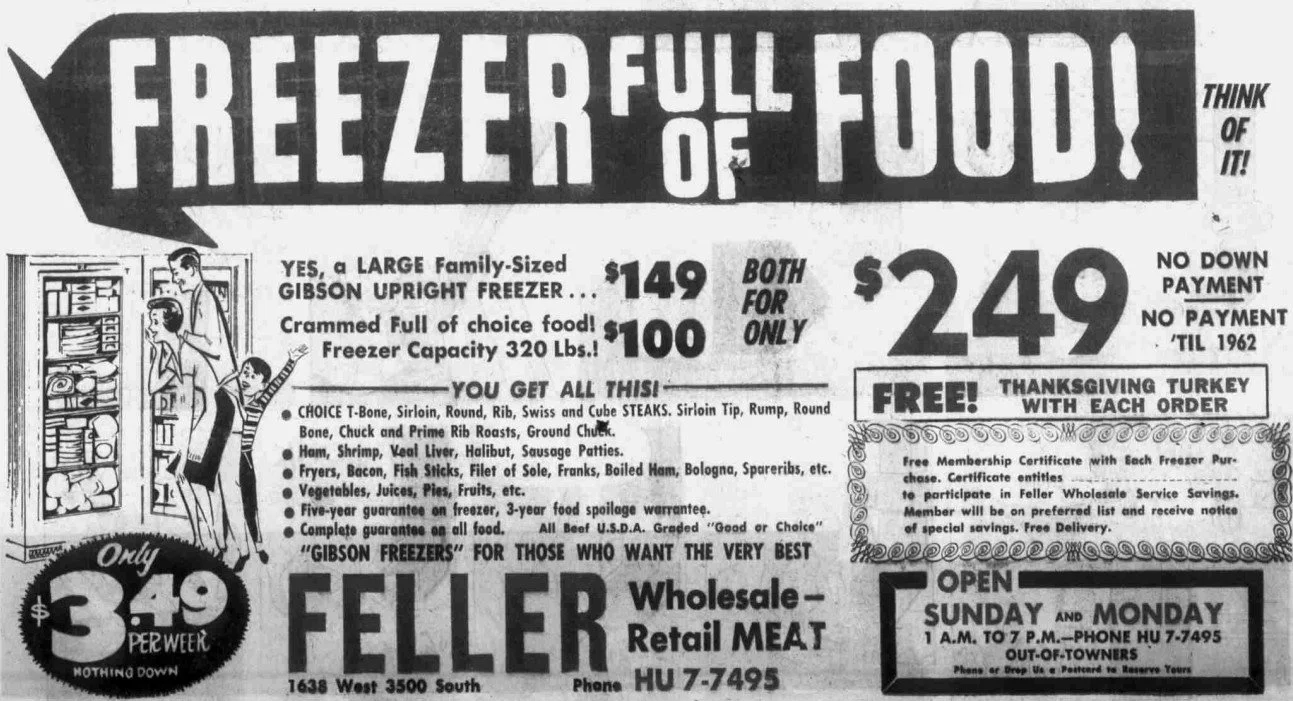 FREEZER FULL OF FOOD!
THINK
OF
IT!
YES, a LARGE Family-Sized
GIBSON UPRIGHT FREEZER... $149
Crammed Full of choice food!
Freezer Capacity 320 Lbs.! $100
BOTH
FOR
ONLY
$249
NO DOWN
PAYMENT
NO PAYMENT
'TIL 1962
YOU GET ALL THIS!
● CHOICE T-Bone, Sirloin, Round, Rib, Swiss and Cube STEAKS. Sirloin Tip, Rump, Round
Bone, Chuck and Prime Rib Roasts, Ground Chuck.
● Ham, Shrimp, Veal Liver, Halibut, Sausage Patties.
● Fryers, Bacon, Fish Sticks, Filet of Sole, Franks, Boiled Ham, Bologna, Spareribs, etc.
● Vegetables, Juices, Pies, Fruits, etc.
● Five-year guarantee on freezer, 3-year food spoilage warrantee.
● Complete guarantee on all food. All Beef U.S.D.A. Graded "Good or Choice"
"GIBSON FREEZERS" FOR THOSE WHO WANT THE VERY BEST
FREE! THANKSGIVING TURKEY
WITH EACH ORDER
Free Membership Certificate with Each Freezer Pur-
chase. Certificate entitles
to participate in Feller Wholesale Service Savings.
Member will be on preferred list and receive notice
of special savings. Free Delivery.
Only
$3.49
PER WEEK
NOTHING DOWN
FELLER
Wholesale—
Retail MEAT
1638 West 3500 South Phone HU 7-7495
OPEN
SUNDAY AND MONDAY
1 A.M. TO 7 P.M.—PHONE HU 7-7495
OUT-OF-TOWNERS
Phone or Drop Us a Postcard to Reserve Yours